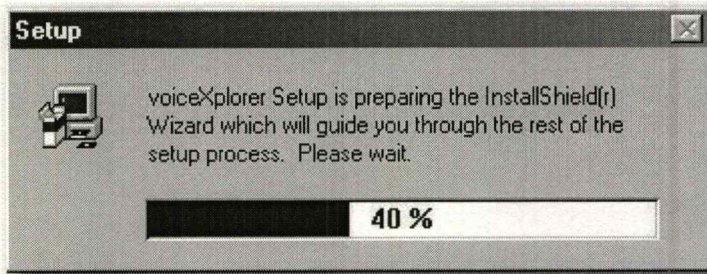 Setup
voiceXplorer Setup is preparing the InstallShield(r)
Wizard which will guide you through the rest of the
setup process.  Please wait.
40 %